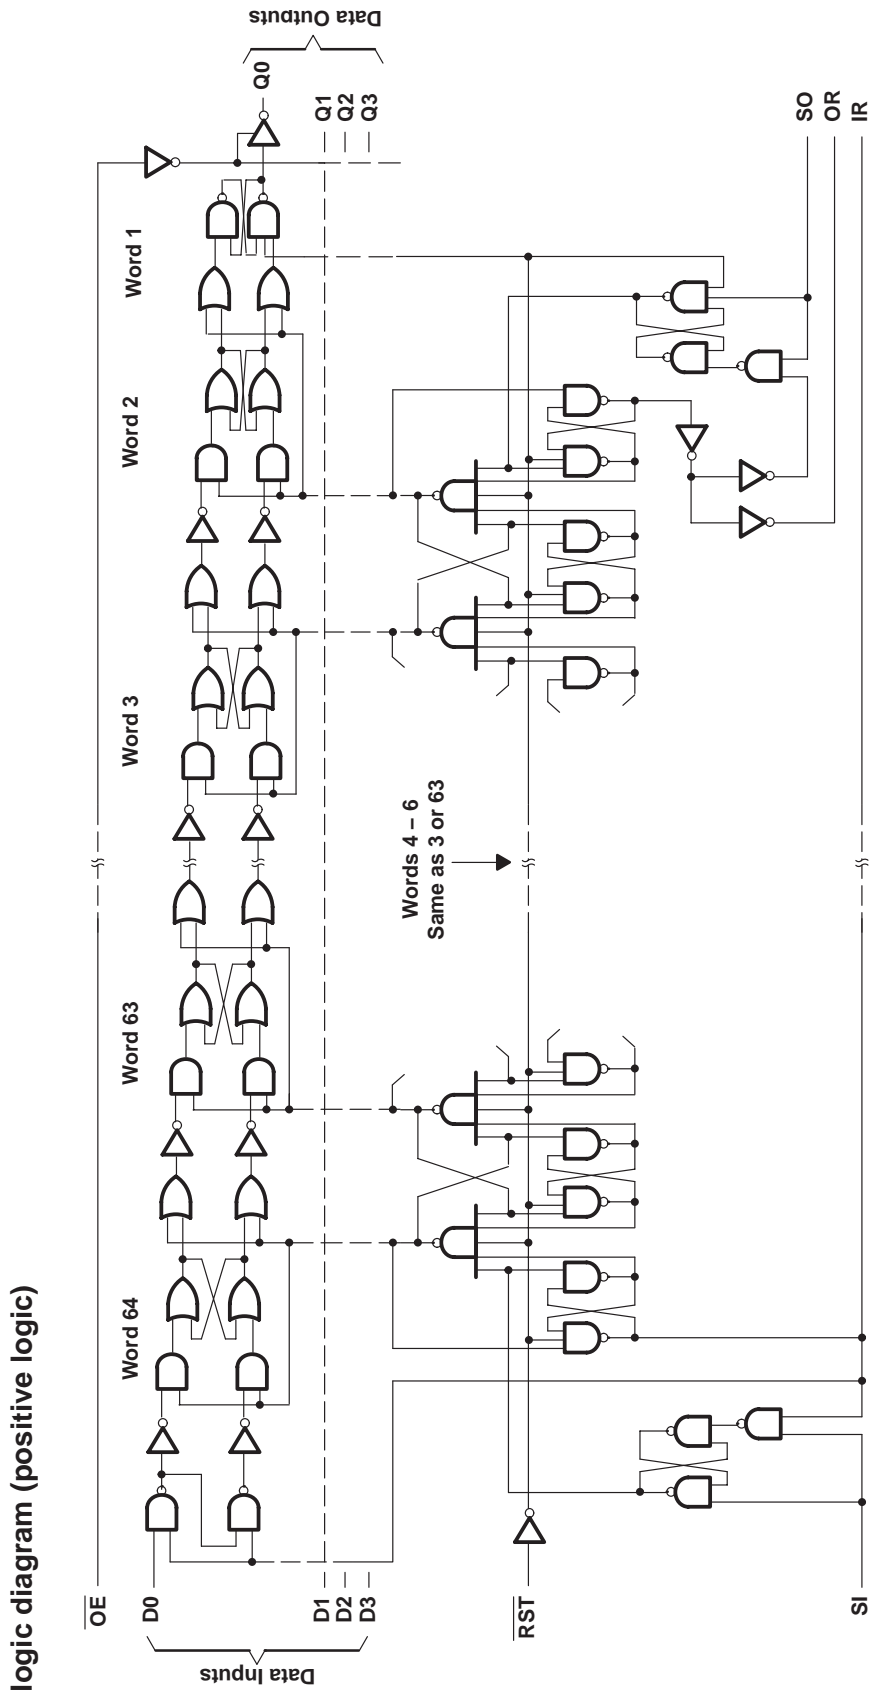 logic diagram (positive logic)
OE
D0
D1
D2
D3
Data Inputs
RST
SI
Word 64
Word 63
Word 3
Word 2
Word 1
Words 4 – 6
Same as 3 or 63
Q0
Q1
Q2
Q3
Data Outputs
SO
OR
IR